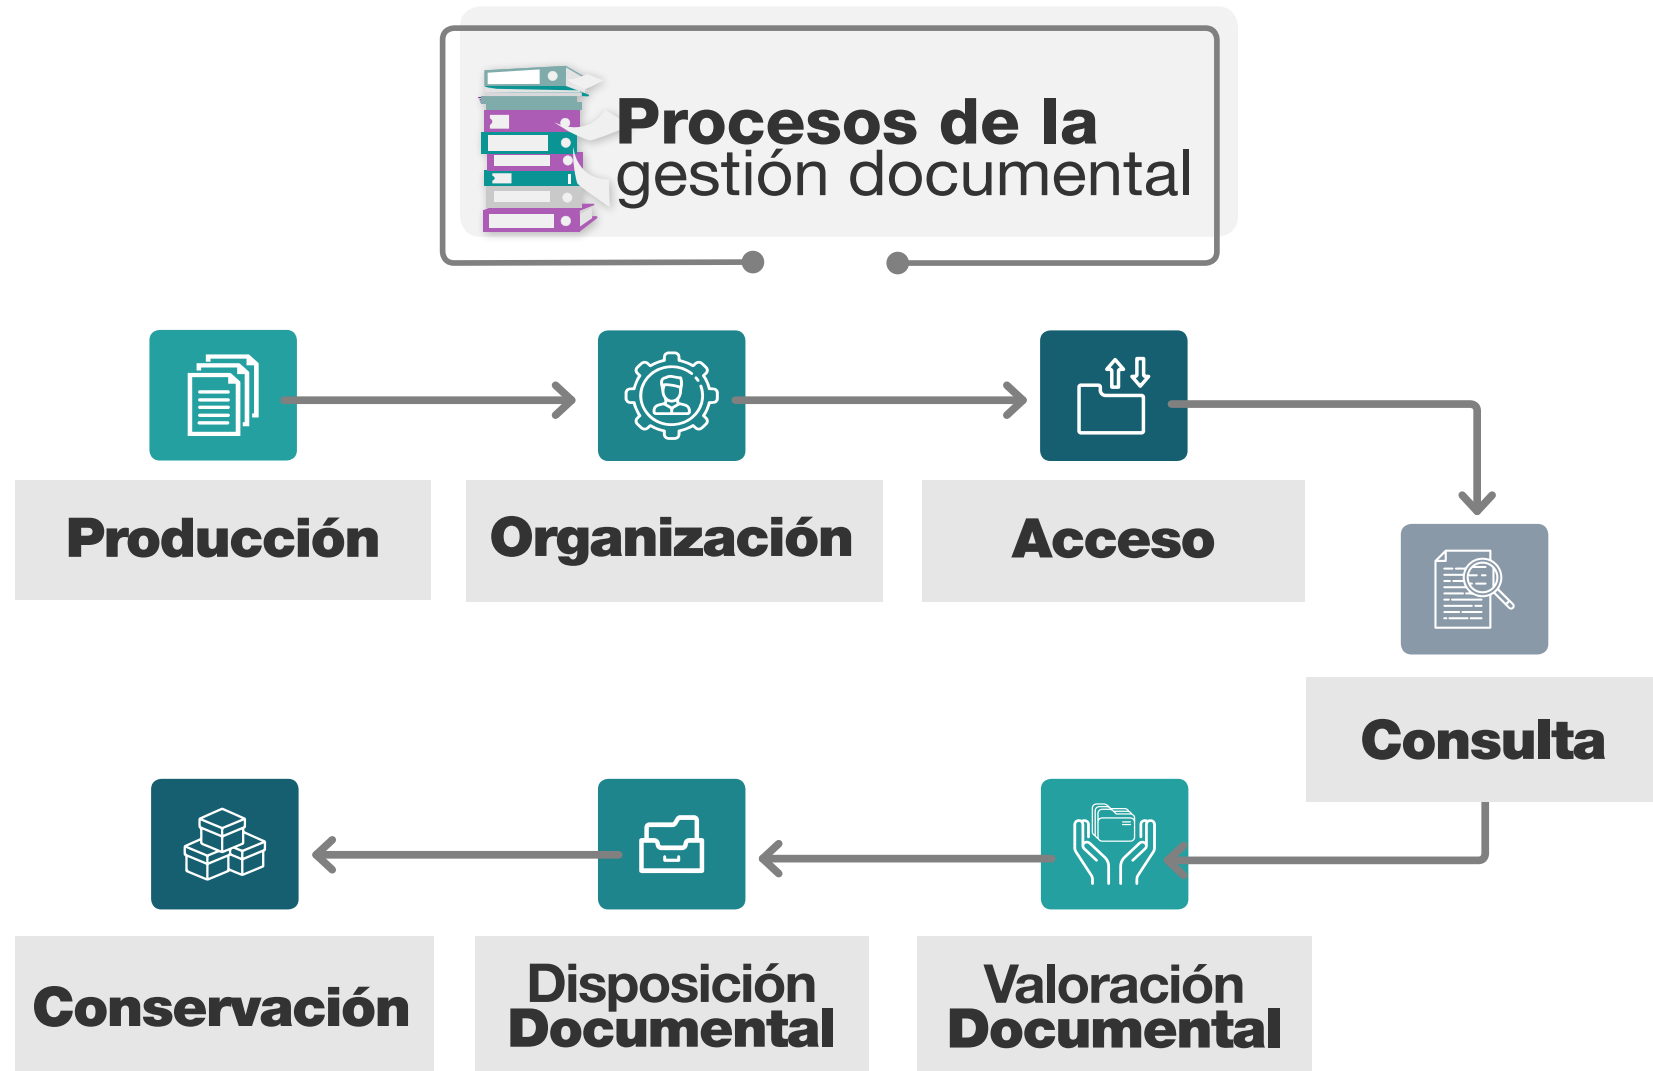 Procesos de la
gestión documental
Producción
Organización
Acceso
Consulta
Valoración
Documental
Disposición
Documental
Conservación